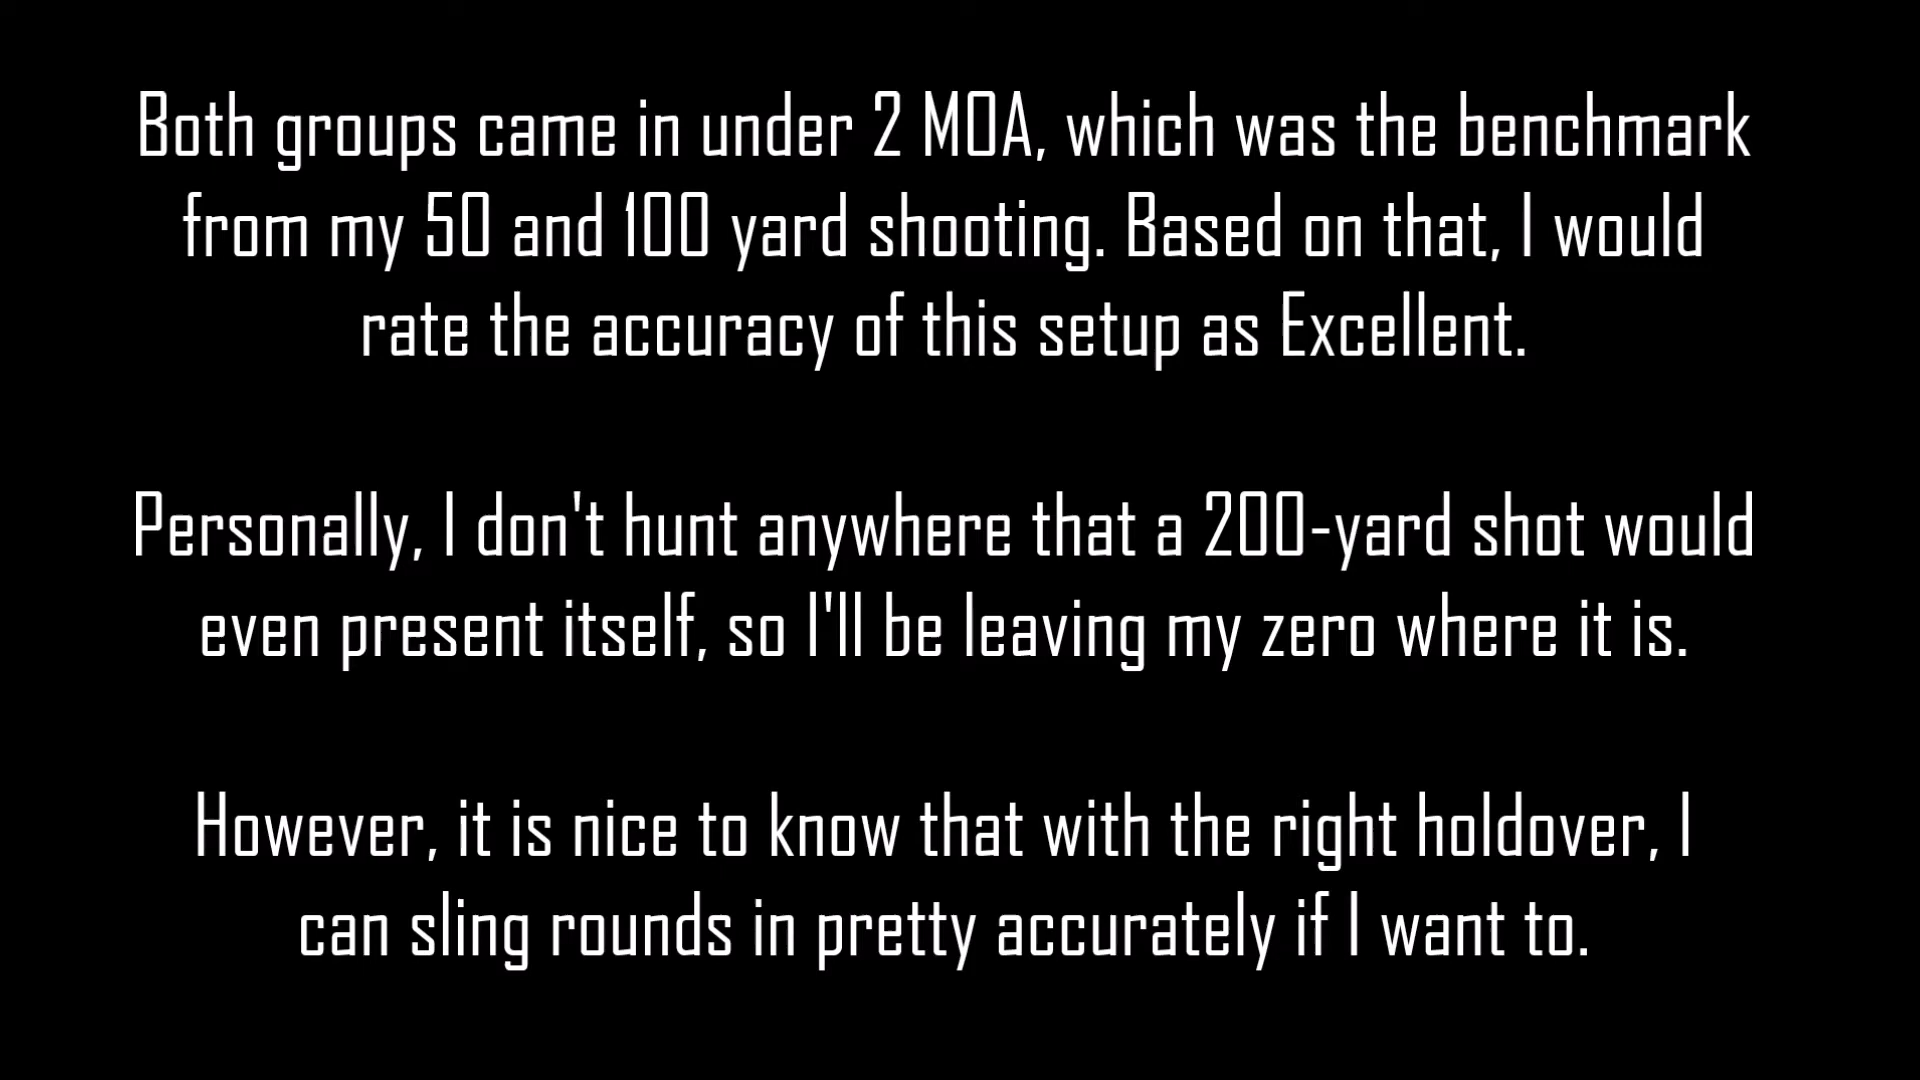 Both groups came in under 2 MOA, which was the benchmark
from my 50 and 100 yard shooting. Based on that, I would
rate the accuracy of this setup as Excellent.
Personally, I don't hunt anywhere that a 200-yard shot would
even present itself, so I'll be leaving my zero where it is.
However, it is nice to know that with the right holdover, I
can sling rounds in pretty accurately if I want to.